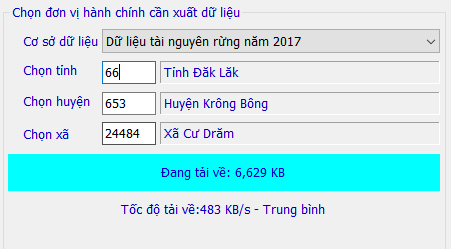 Chọn đơn vị hành chính cần xuất dữ liệu
Cơ sở dữ liệu Dữ liệu tài nguyên rừng năm 2017
Chọn tỉnh 66 Tỉnh Đăk Lăk
Chọn huyện 653 Huyện Krông Bông
Chọn xã 24484 Xã Cư Drăm
Đang tải về: 6,629 KB
Tốc độ tải về:483 KB/s - Trung bình